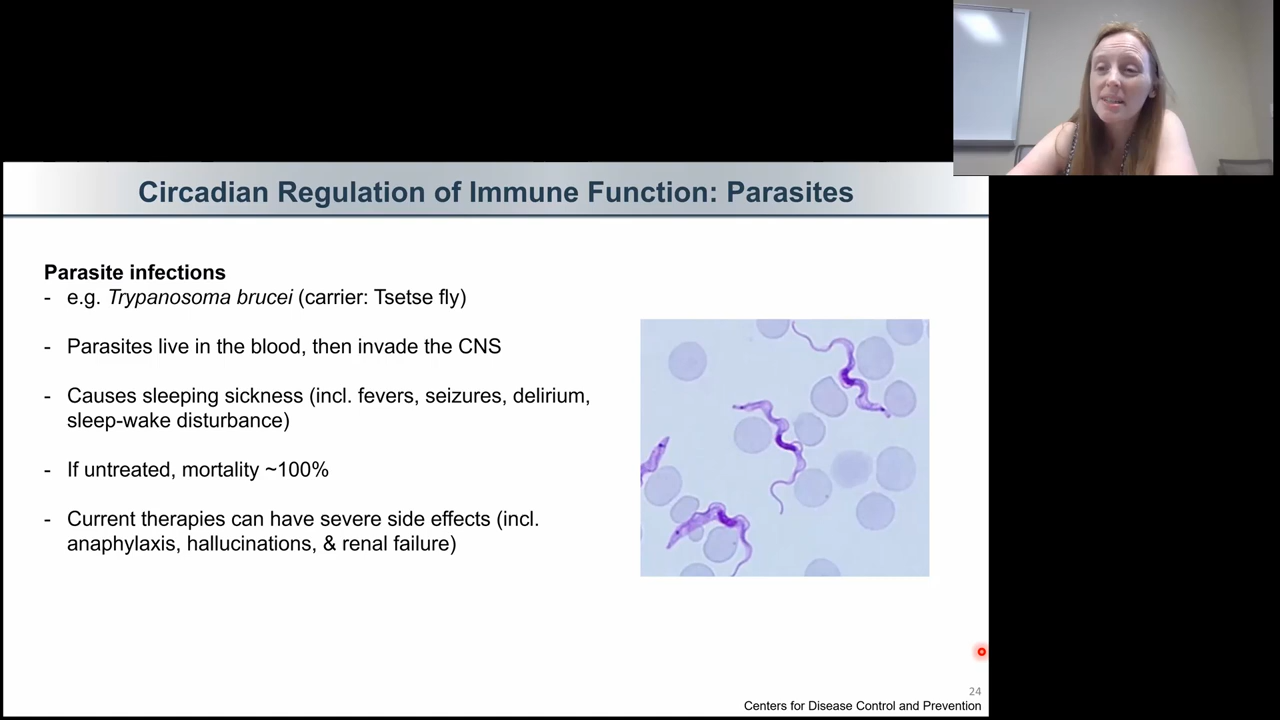 Circadian Regulation of Immune Function: Parasites
Parasite infections
- e.g. Trypanosoma brucei (carrier: Tsetse fly)
- Parasites live in the blood, then invade the CNS
- Causes sleeping sickness (incl. fevers, seizures, delirium,
sleep-wake disturbance)
- If untreated, mortality ~100%
- Current therapies can have severe side effects (incl.
anaphylaxis, hallucinations, & renal failure)
24
Centers for Disease Control and Prevention